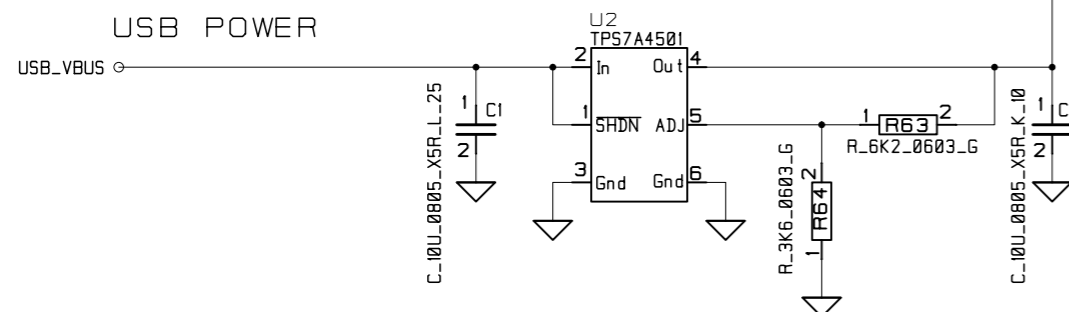 USB POWER
USB_VBUS
C_10U_0805_X5R_L_25
1
C1
2
U2
TPS7A4501
2
In
Out
4
1
SHDN
ADJ
5
3
Gnd
Gnd
6
1
R63
2
R_6K2_0603_G
R_3K6_0603_G
2
R64
1
C_10U_0805_X5R_K_10
1
C
2